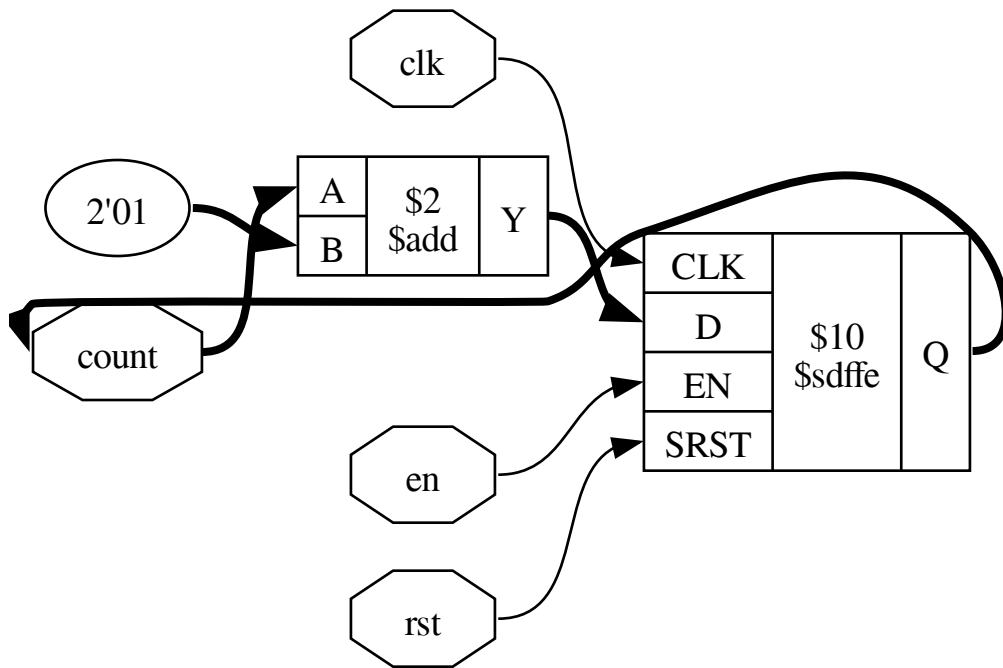 clk
2'01
A
B
$2
$add
Y
count
CLK
D
EN
SRST
$10
$sdffe
Q
en
rst